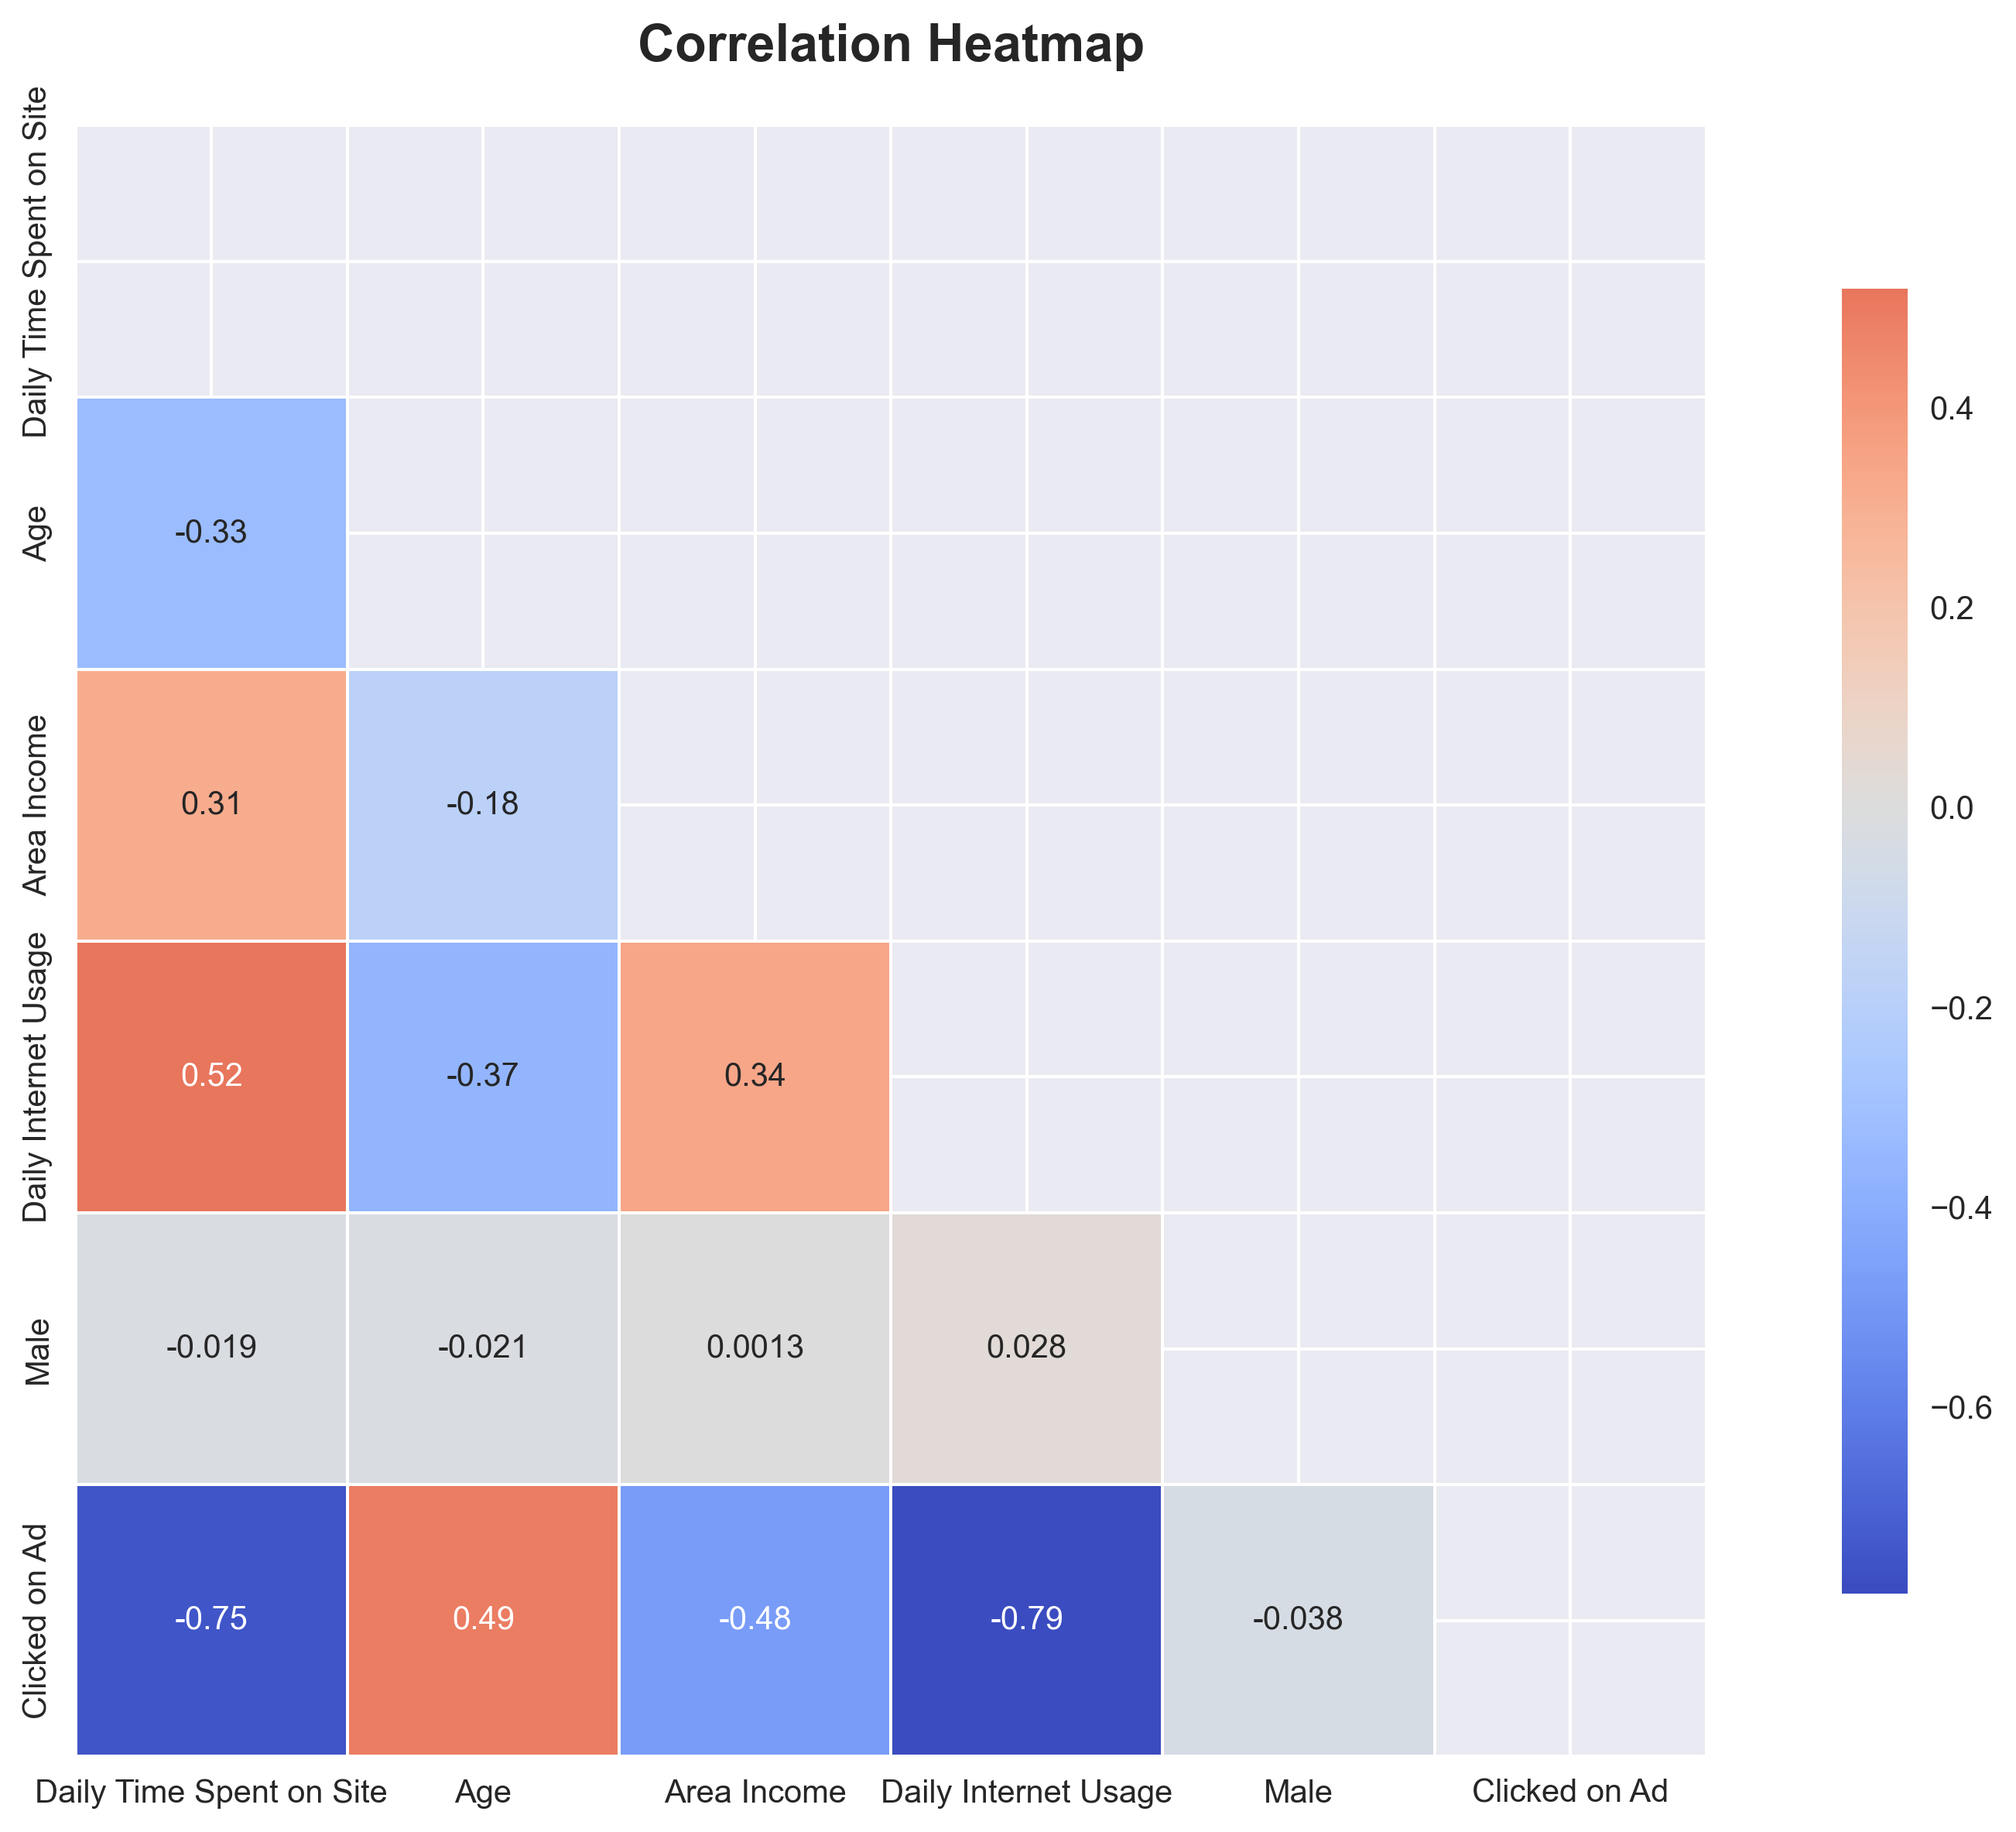 Correlation Heatmap
Daily Time Spent on Site
Age
-0.33
Area Income
0.31 -0.18
Daily Internet Usage
0.52 -0.37 0.34
Male
-0.019 -0.021 0.0013 0.028
Clicked on Ad
-0.75 0.49 -0.48 -0.79 -0.038
Daily Time Spent on Site Age Area Income Daily Internet Usage Male Clicked on Ad
0.4
0.2
0.0
−0.2
−0.4
−0.6